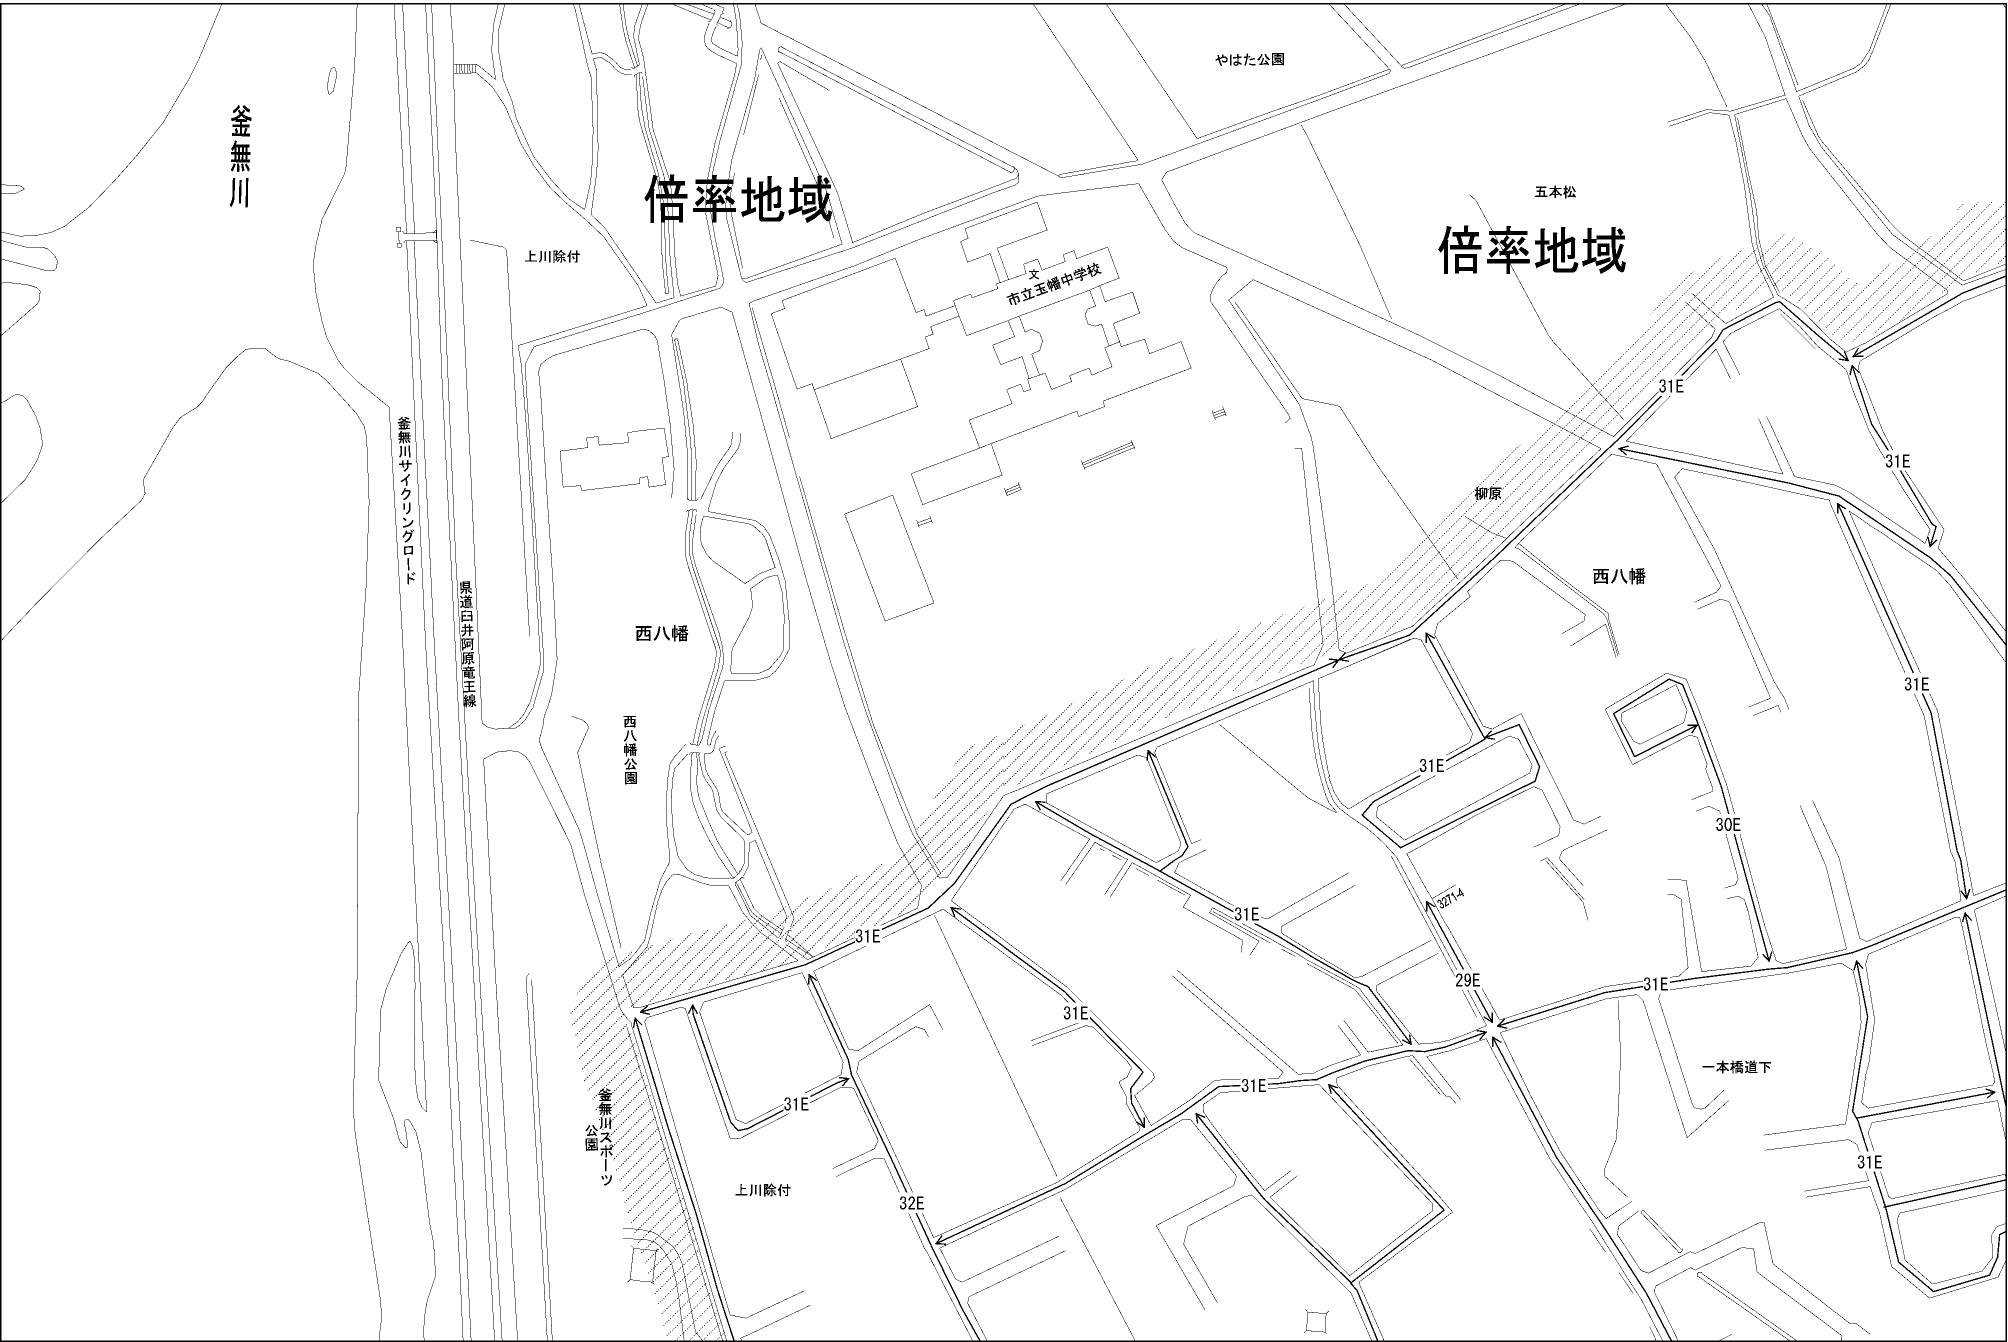 やはた公園
釜無川
倍率地域
五本松
倍率地域
上川除付
文
市立玉幡中学校
31E
釜無川サイクリングロード
31E
柳原
西八幡
県道臼井阿原竜王線
西八幡
31E
西八幡公園
31E
30E
3271-4
31E
31E
29E
31E
31E
一本橋道下
31E
31E
釜無川スポーツ
公園
31E
上川除付
32E